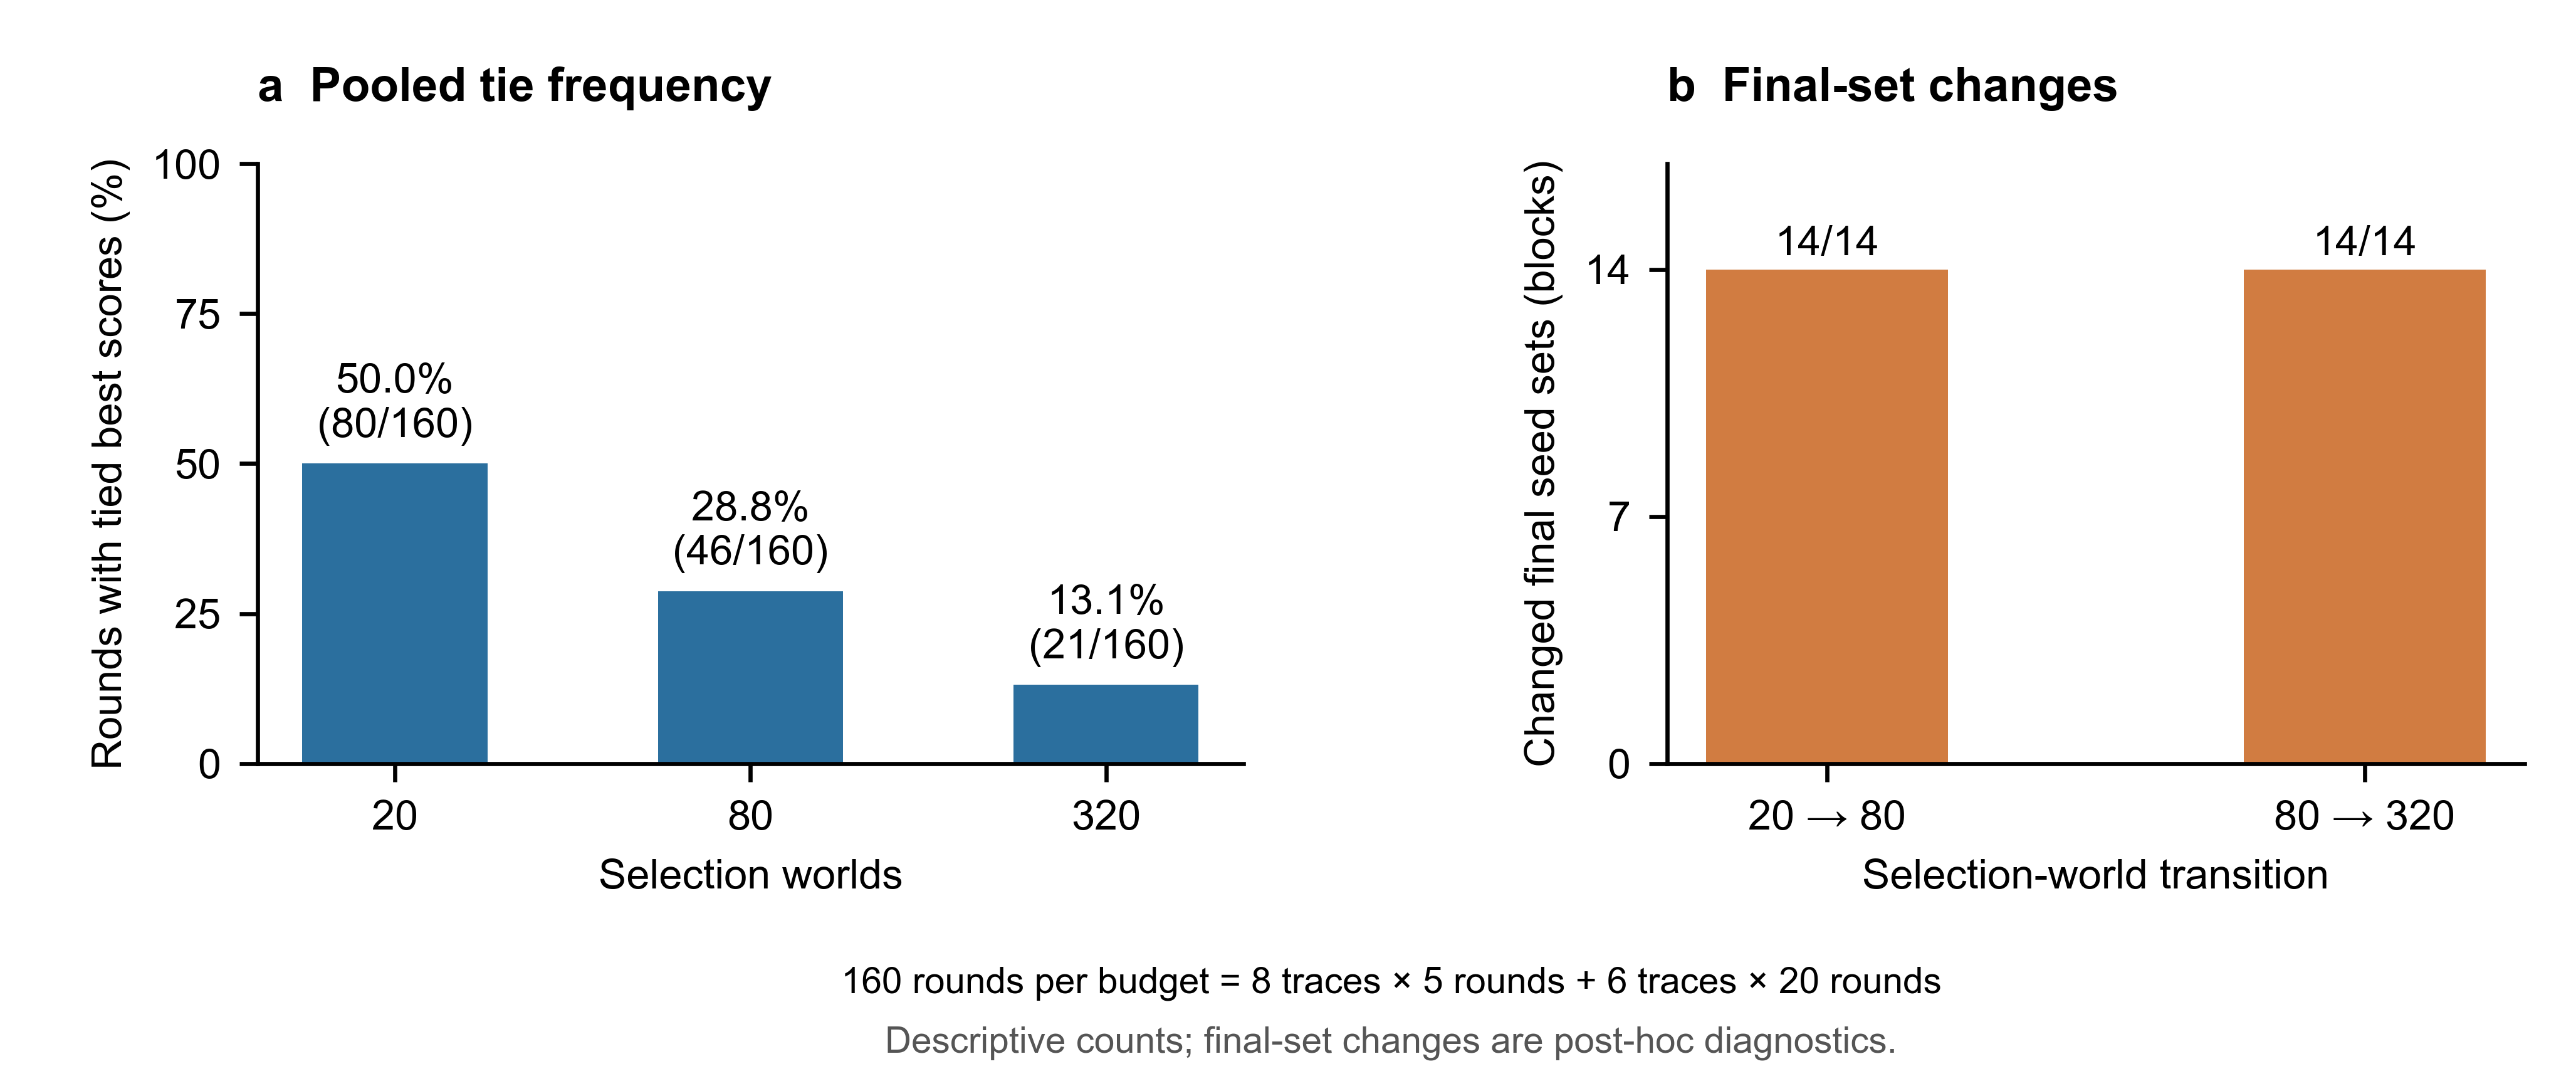 a Pooled tie frequency
Rounds with tied best scores (%)
100
75
50
25
0
50.0%
(80/160)
28.8%
(46/160)
13.1%
(21/160)
20
80
320
Selection worlds
b Final-set changes
Changed final seed sets (blocks)
14
7
0
14/14
14/14
20 → 80
80 → 320
Selection-world transition
160 rounds per budget = 8 traces × 5 rounds + 6 traces × 20 rounds
Descriptive counts; final-set changes are post-hoc diagnostics.